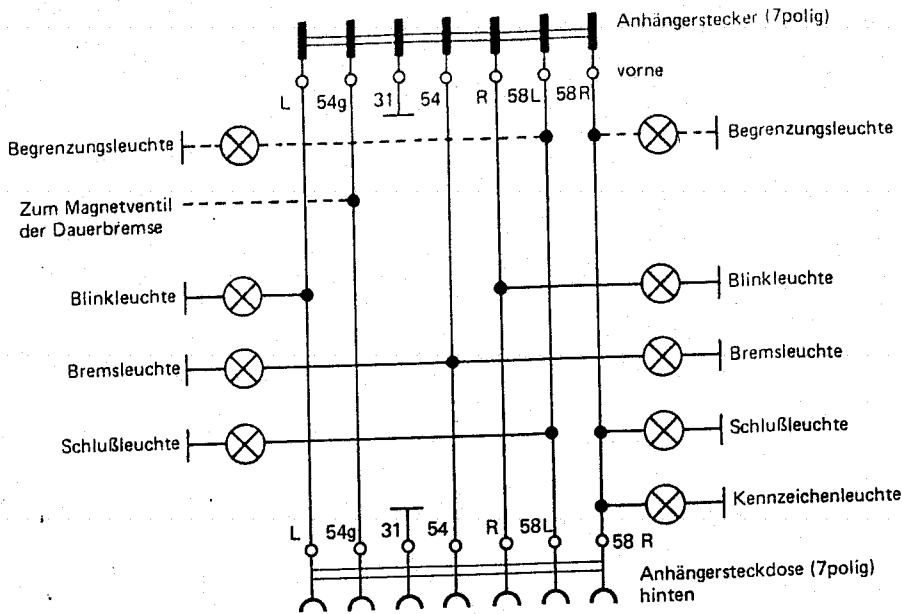 Anhängerstecker (7polig)
vorne
L 54g 31 54 R 58L 58R
Begrenzungsleuchte
Begrenzungsleuchte
Zum Magnetventil
der Dauerbremse
Blinkleuchte
Blinkleuchte
Bremsleuchte
Bremsleuchte
Schlußleuchte
Schlußleuchte
Kennzeichenleuchte
L 54g 31 54 R 58L 58 R
Anhängersteckdose (7polig)
hinten